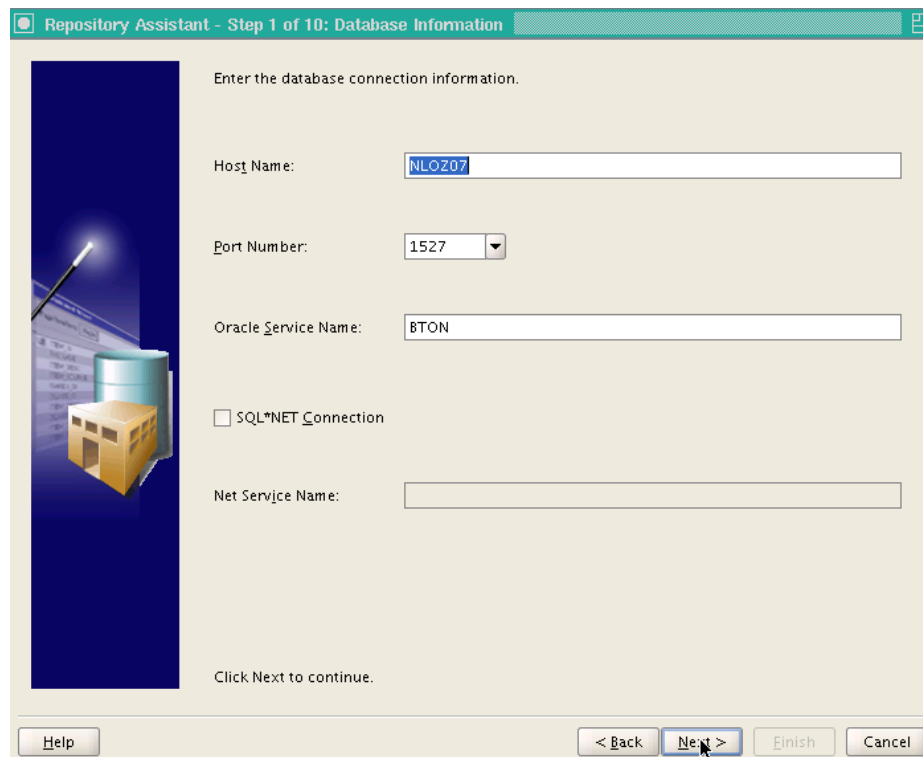 Repository Assistant - Step 1 of 10: Database Information
Enter the database connection information.
Host Name: NLOZ07
Port Number: 1527
Oracle Service Name: BTON
SQL*NET Connection
Net Service Name:
Click Next to continue.
Help < Back Next > Finish Cancel